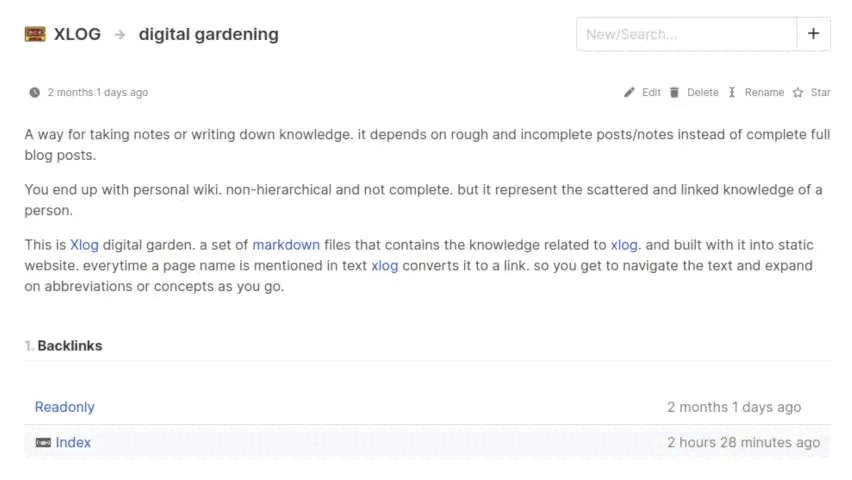 XLOG → digital gardening
New/Search...
+
2 months 1 days ago
Edit Delete Rename Star
A way for taking notes or writing down knowledge. it depends on rough and incomplete posts/notes instead of complete full
blog posts.
You end up with personal wiki. non-hierarchical and not complete. but it represent the scattered and linked knowledge of a
person.
This is Xlog digital garden. a set of markdown files that contains the knowledge related to xlog. and built with it into static
website. everytime a page name is mentioned in text xlog converts it to a link. so you get to navigate the text and expand
on abbreviations or concepts as you go.
1. Backlinks
Readonly 2 months 1 days ago
Index 2 hours 28 minutes ago